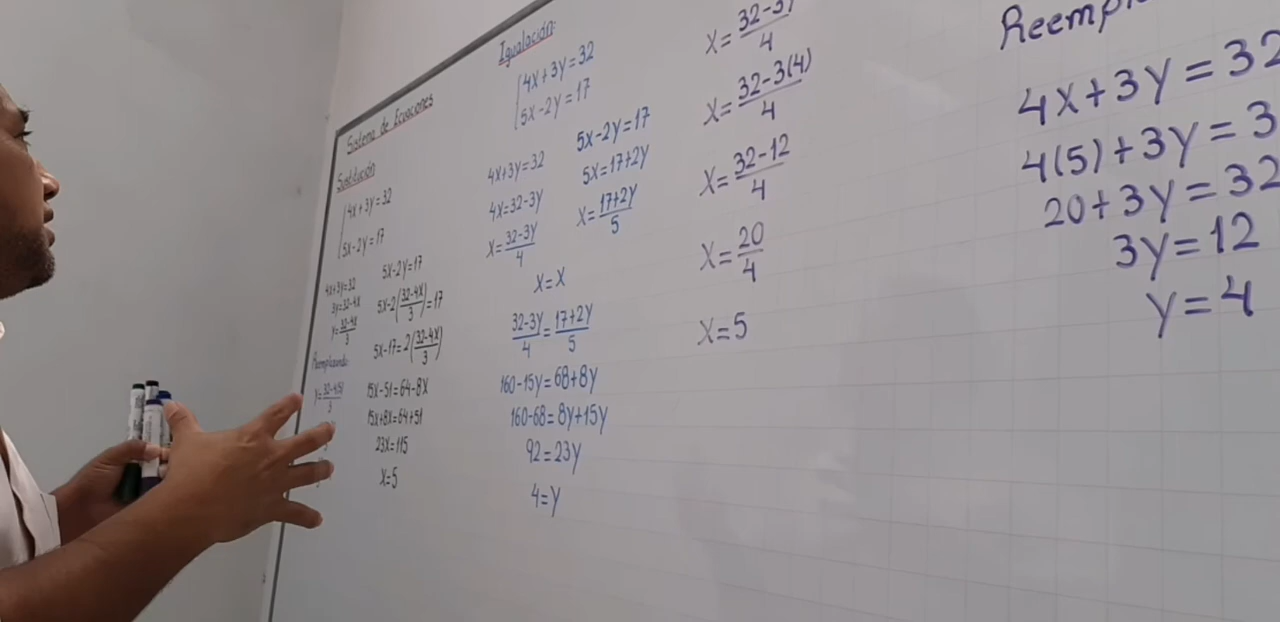 Sistema de Ecuaciones
Sustitución
4x+3y=32
5x-2y=17
4x+3y=32
3y=32-4x
y=32-4x/3
Reemplazando:
y=32-4(5)/3
5x-2y=17
5x-2(32-4x/3)=17
5x-17=2(32-4x/3)
15x-51=64-8x
15x+8x=64+51
23x=115
x=5
Igualación:
4x+3y=32
5x-2y=17
4x+3y=32
4x=32-3y
x=32-3y/4
5x-2y=17
5x=17+2y
x=17+2y/5
x=x
32-3y/4=17+2y/5
160-15y=68+8y
160-68=8y+15y
92=23y
4=y
x=32-3y/4
x=32-3(4)/4
x=32-12/4
x=20/4
x=5
4x+3y=32
4(5)+3y=3
20+3y=32
3y=12
y=4